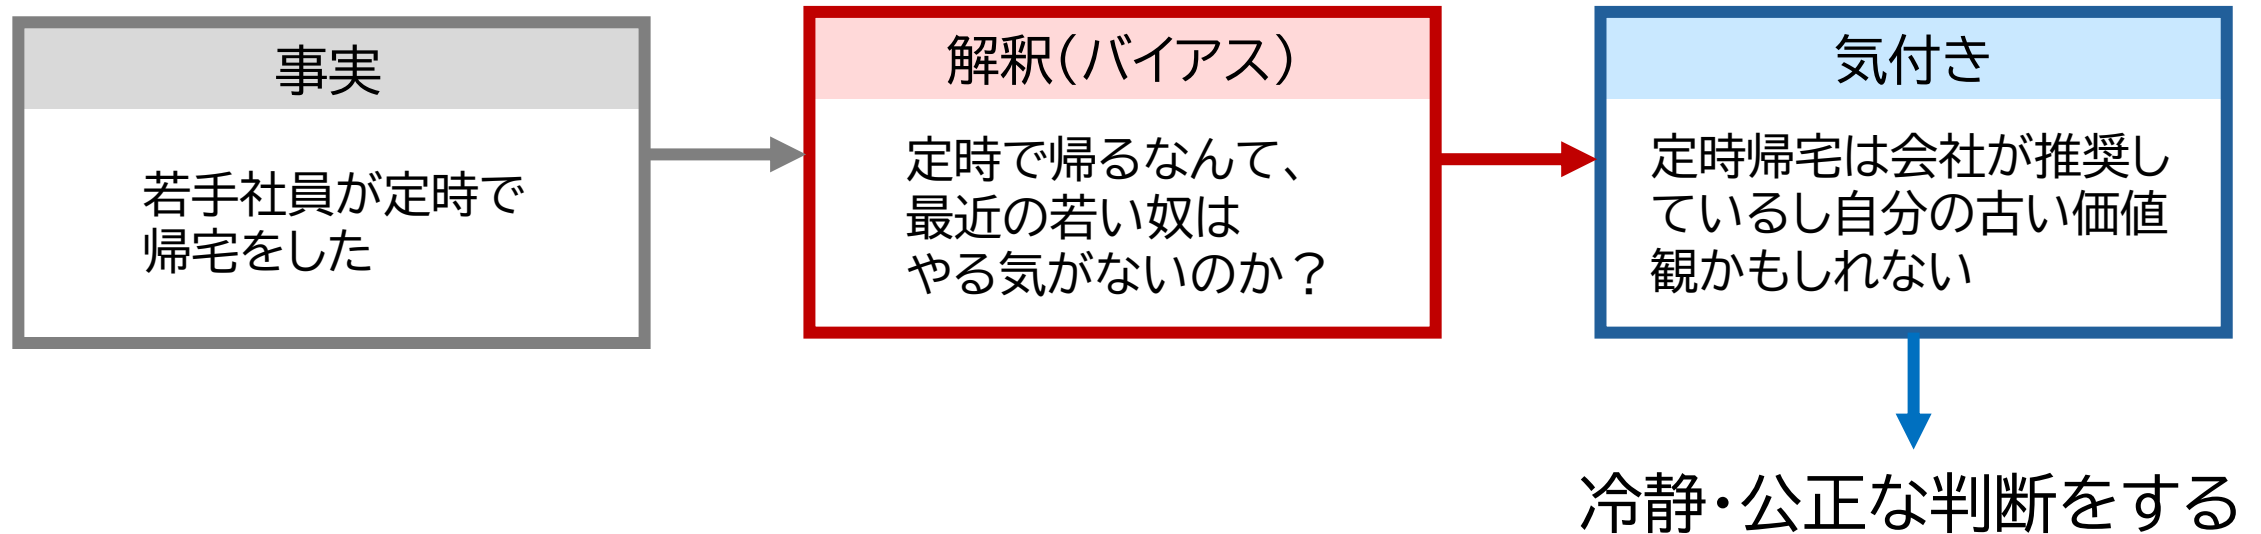 事実
若手社員が定時で
帰宅をした
解釈（バイアス）
定時で帰るなんて、
最近の若い奴は
やる気がないのか？
気付き
定時帰宅は会社が推奨し
ているし自分の古い価値
観かもしれない
冷静・公正な判断をする